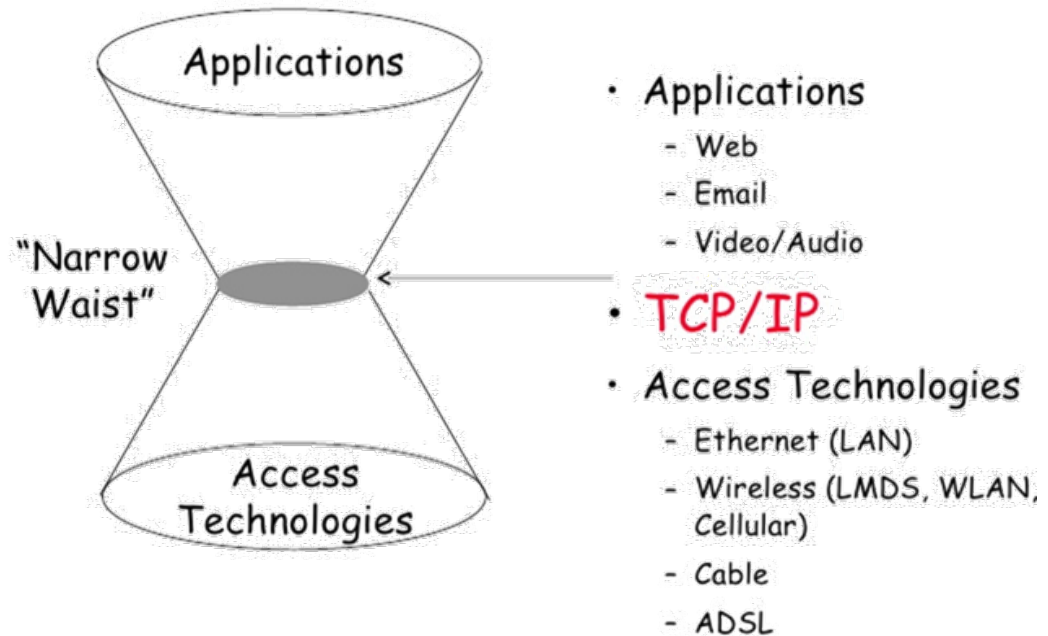 Applications
"Narrow
Waist"
Access
Technologies
• Applications
- Web
- Email
- Video/Audio
• TCP/IP
• Access Technologies
- Ethernet (LAN)
- Wireless (LMDS, WLAN,
Cellular)
- Cable
- ADSL